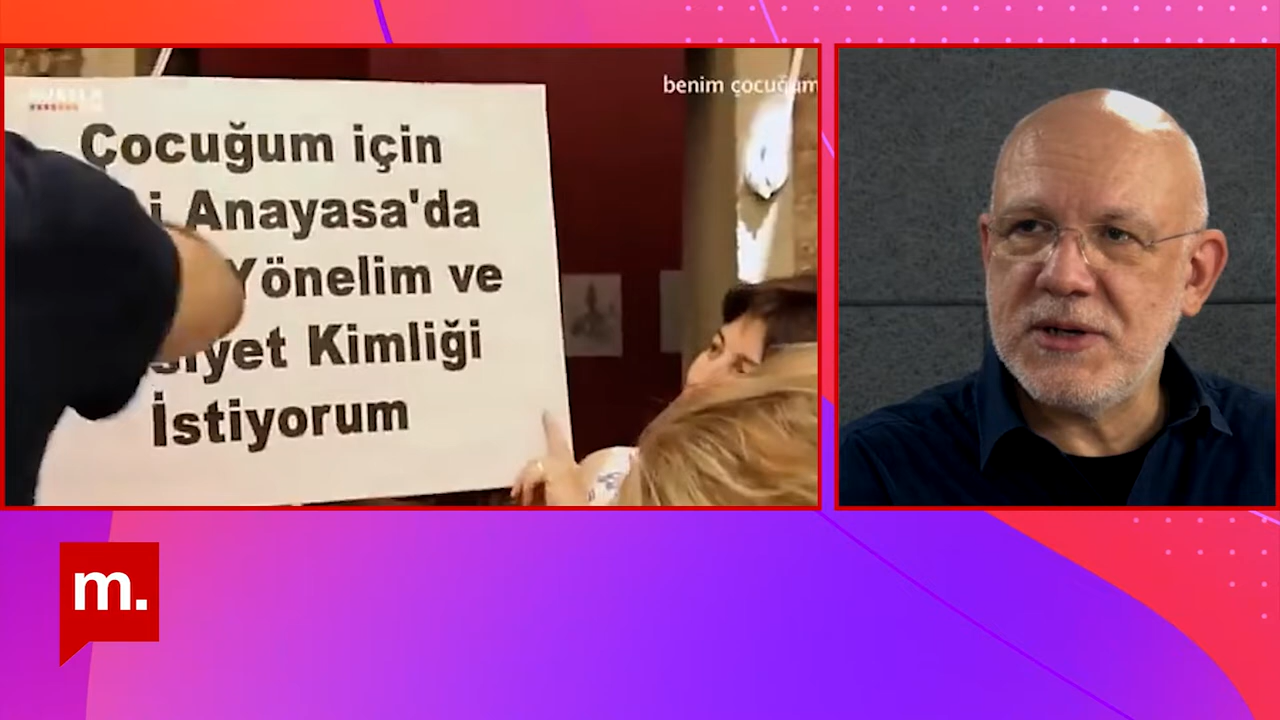 benim çocuğum
Çocuğum için
Anayasa'da
Yönelim ve
Kimliği
İstiyorum
m.